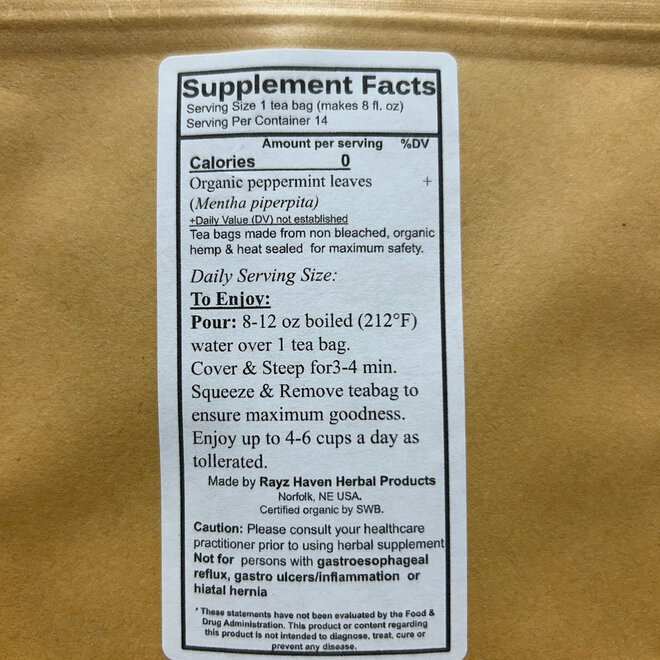 Supplement Facts
Serving Size 1 tea bag (makes 8 fl. oz)
Serving Per Container 14
Amount per serving %DV
Calories 0
Organic peppermint leaves +
(Mentha piperpita)
+Daily Value (DV) not established
Tea bags made from non bleached, organic
hemp & heat sealed for maximum safety.
Daily Serving Size:
To Enjoy:
Pour: 8-12 oz boiled (212°F)
water over 1 tea bag.
Cover & Steep for3-4 min.
Squeeze & Remove teabag to
ensure maximum goodness.
Enjoy up to 4-6 cups a day as
tollerated.
Made by Rayz Haven Herbal Products
Norfolk, NE USA.
Certified organic by SWB.
Caution: Please consult your healthcare
practitioner prior to using herbal supplement
Not for persons with gastroesophageal
reflux, gastro ulcers/inflammation or
hiatal hernia
* These statements have not been evaluated by the Food &
Drug Administration. This product or content regarding
this product is not intended to diagnose, treat, cure or
prevent any disease.